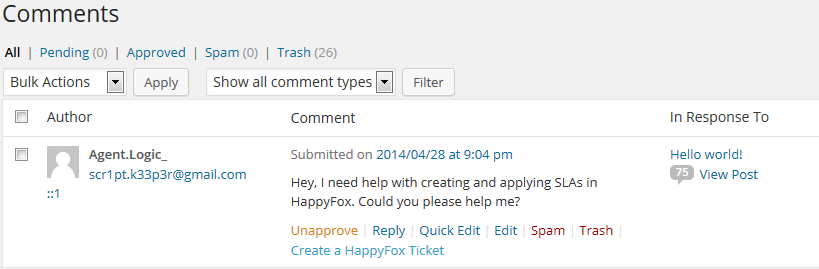 Comments
All | Pending (0) | Approved | Spam (0) | Trash (26)
Bulk Actions Apply Show all comment types Filter
Author Comment In Response To
Agent.Logic_ Submitted on 2014/04/28 at 9:04 pm Hello world!
scr1pt.k33p3r@gmail.com 75 View Post
::1 Hey, I need help with creating and applying SLAs in
HappyFox. Could you please help me?
Unapprove | Reply | Quick Edit | Edit | Spam | Trash |
Create a HappyFox Ticket